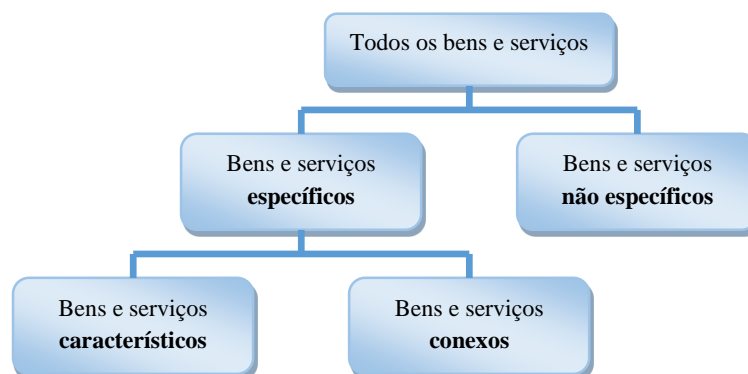 Todos os bens e serviços
Bens e serviços
específicos
Bens e serviços
não específicos
Bens e serviços
característicos
Bens e serviços
conexos